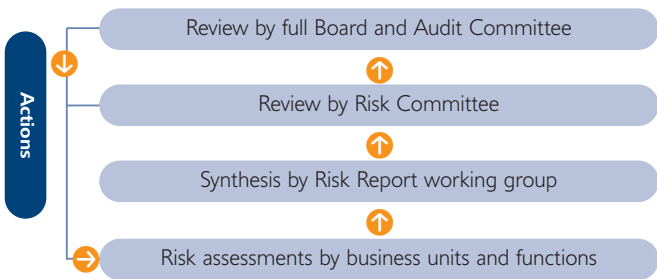 Actions
Review by full Board and Audit Committee
Review by Risk Committee
Synthesis by Risk Report working group
Risk assessments by business units and functions